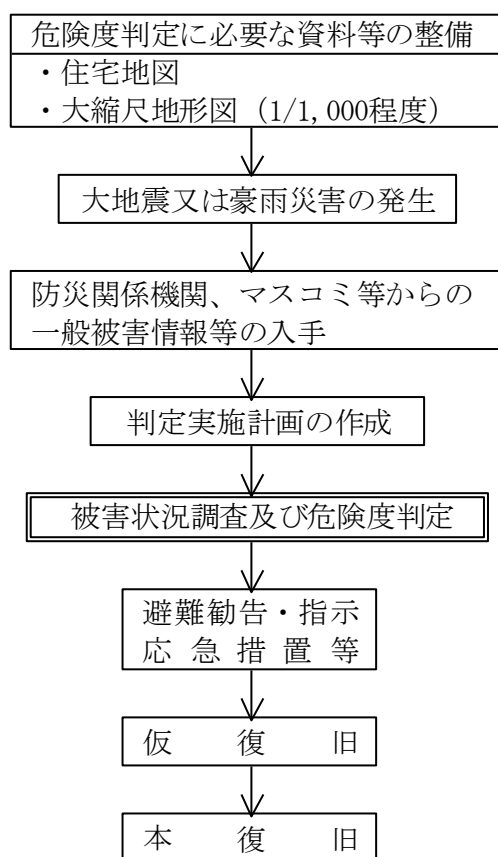 危険度判定に必要な資料等の整備
・住宅地図
・大縮尺地形図（1/1,000程度）
大地震又は豪雨災害の発生
防災関係機関、マスコミ等からの
一般被害情報等の入手
判定実施計画の作成
被害状況調査及び危険度判定
避難勧告・指示
応急措置等
仮復旧
本復旧